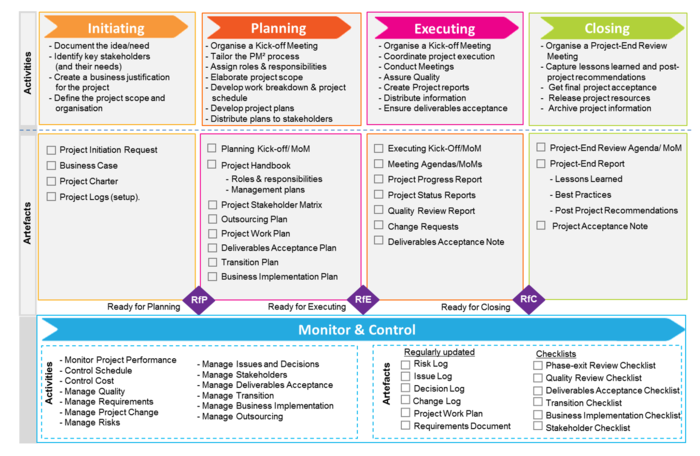 Initiating
Planning
Executing
Closing
Activities
- Document the idea/need
- Identify key stakeholders
(and their needs)
- Create a business justification
for the project
- Define the project scope and
organisation
- Organise a Kick-off Meeting
- Tailor the PM² process
- Assign roles & responsibilities
- Elaborate project scope
- Develop work breakdown & project
schedule
- Develop project plans
- Distribute plans to stakeholders
- Organise a Kick-off Meeting
- Coordinate project execution
- Conduct Meetings
- Assure Quality
- Create Project reports
- Distribute information
- Ensure deliverables acceptance
- Organise a Project-End Review
Meeting
- Capture lessons learned and post-
project recommendations
- Get final project acceptance
- Release project resources
- Archive project information
Artefacts
Project Initiation Request
Business Case
Project Charter
Project Logs (setup).
Planning Kick-off/ MoM
Project Handbook
- Roles & responsibilities
- Management plans
Project Stakeholder Matrix
Outsourcing Plan
Project Work Plan
Deliverables Acceptance Plan
Transition Plan
Business Implementation Plan
Executing Kick-off/MoM
Meeting Agendas/MoMs
Project Progress Report
Project Status Reports
Quality Review Report
Change Requests
Deliverables Acceptance Note
Project-End Review Agenda/ MoM
Project-End Report
- Lessons Learned
- Best Practices
- Post Project Recommendations
Project Acceptance Note
Ready for Planning
RfP
Ready for Executing
RfE
Ready for Closing
RfC
Monitor & Control
Activities
- Monitor Project Performance
- Control Schedule
- Control Cost
- Manage Quality
- Manage Requirements
- Manage Project Change
- Manage Risks
- Manage Issues and Decisions
- Manage Stakeholders
- Manage Deliverables Acceptance
- Manage Transition
- Manage Business Implementation
- Manage Outsourcing
Artefacts
Regularly updated
Risk Log
Issue Log
Decision Log
Change Log
Project Work Plan
Requirements Document
Checklists
Phase-exit Review Checklist
Quality Review Checklist
Deliverables Acceptance Checklist
Transition Checklist
Business Implementation Checklist
Stakeholder Checklist